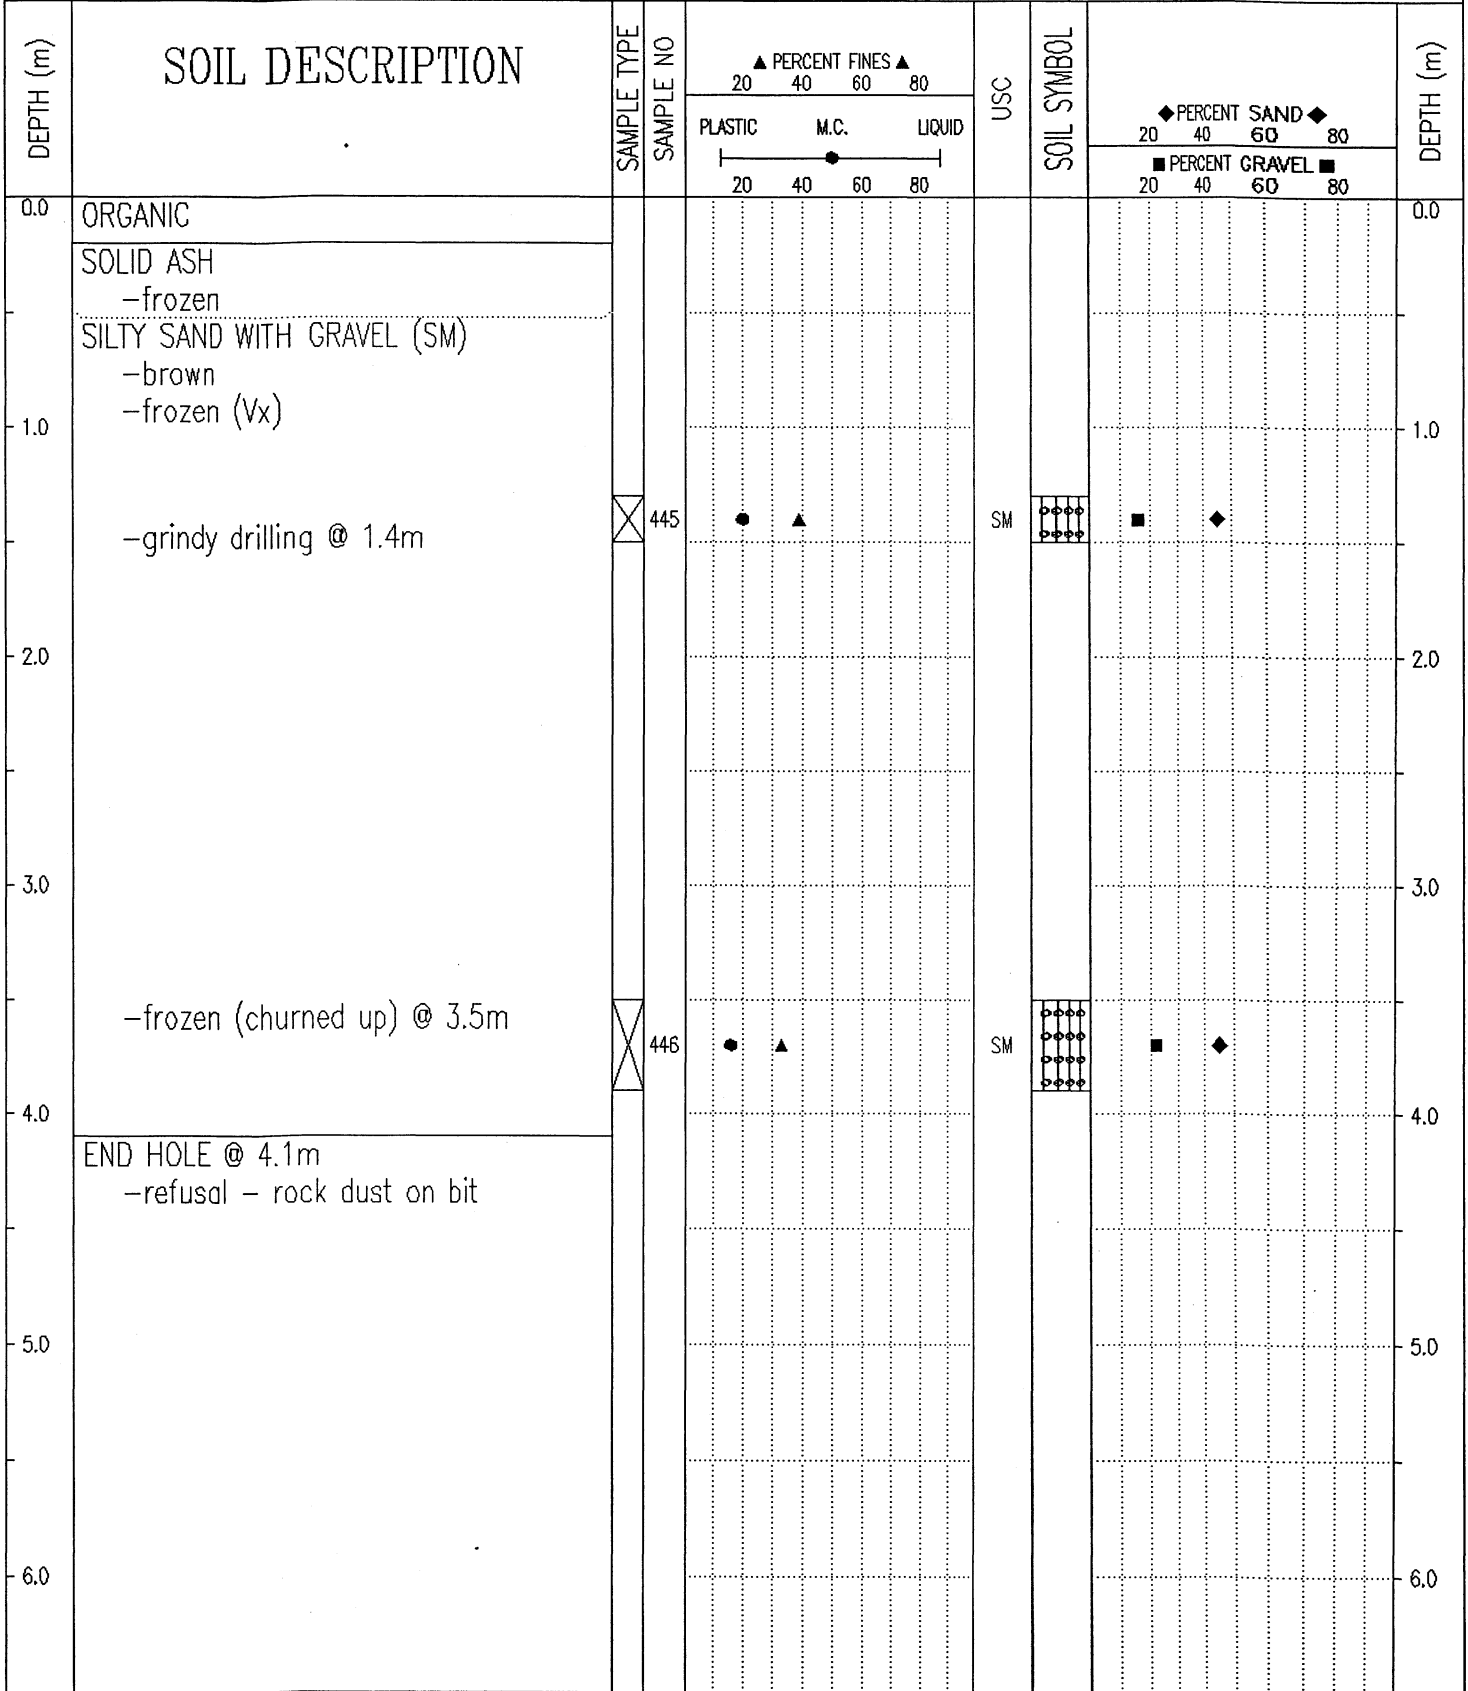 DEPTH (m)
SOIL DESCRIPTION
SAMPLE TYPE
SAMPLE NO
▲ PERCENT FINES ▲
20 40 60 80
PLASTIC M.C. LIQUID
20 40 60 80
USC
SOIL SYMBOL
◆ PERCENT SAND ◆
20 40 60 80
■ PERCENT GRAVEL ■
20 40 60 80
DEPTH (m)
0.0 ORGANIC 0.0
SOLID ASH
-frozen
SILTY SAND WITH GRAVEL (SM)
-brown
-frozen (Vx)
1.0 1.0
445 SM
-grindy drilling @ 1.4m
2.0 2.0
3.0 3.0
-frozen (churned up) @ 3.5m
446 SM
4.0 4.0
END HOLE @ 4.1m
-refusal - rock dust on bit
5.0 5.0
6.0 6.0